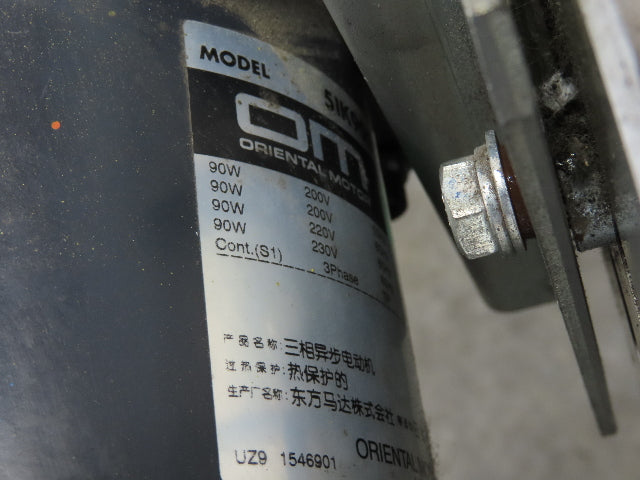 MODEL
OM
ORIENTAL MOTOR
90W 200V
90W 200V
90W 220V
90W 230V
Cont.(S1) 3Phase
产品名称: 三相异步电动机
过热保护: 热保护的
生产厂名称: 东方马达株式会社
UZ9 1546901 ORIENTAL